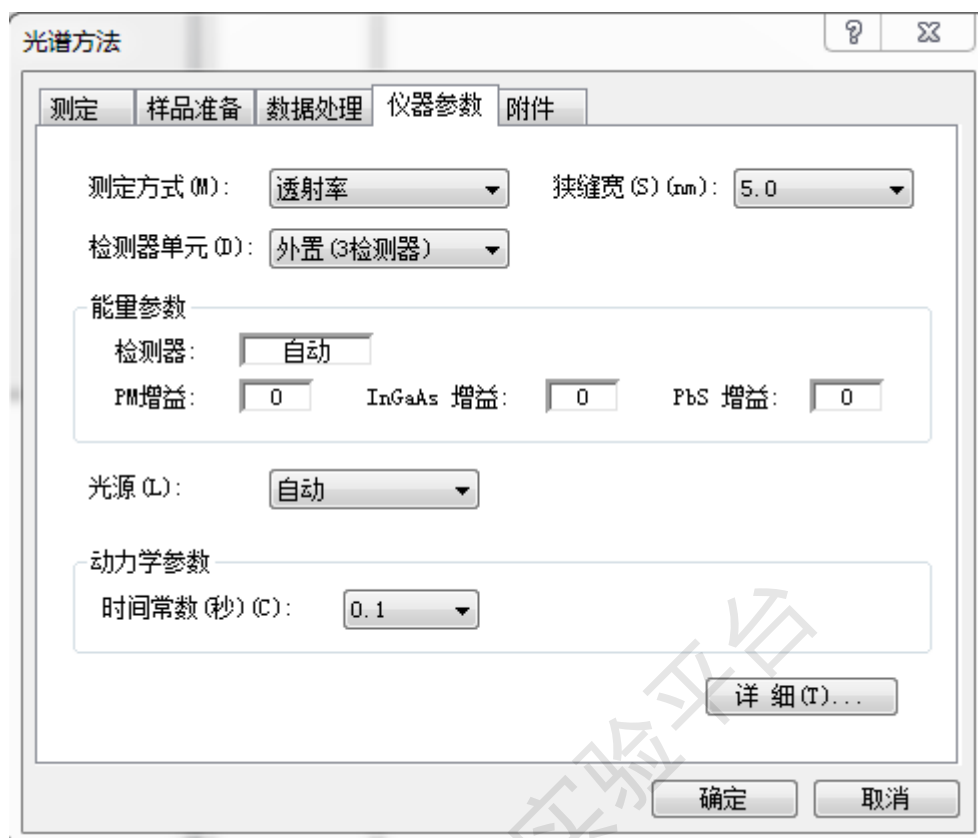 光谱方法
测定 样品准备 数据处理 仪器参数 附件
测定方式(M): 透射率 狭缝宽(S)(nm): 5.0
检测器单元(D): 外置(3检测器)
能量参数
检测器: 自动
PM增益: 0 InGaAs 增益: 0 PbS 增益: 0
光源(L): 自动
动力学参数
时间常数(秒)(C): 0.1
详 细(T)...
确定 取消
实验平台